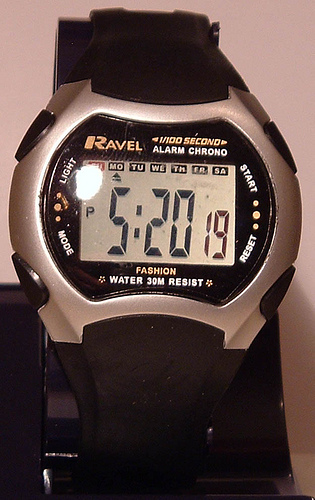 RAVEL
1/100 SECOND
ALARM CHRONO
LIGHT
START
MO TU WE TH FR SA
P 5:20 19
MODE
RESET
FASHION
WATER 30M RESIST